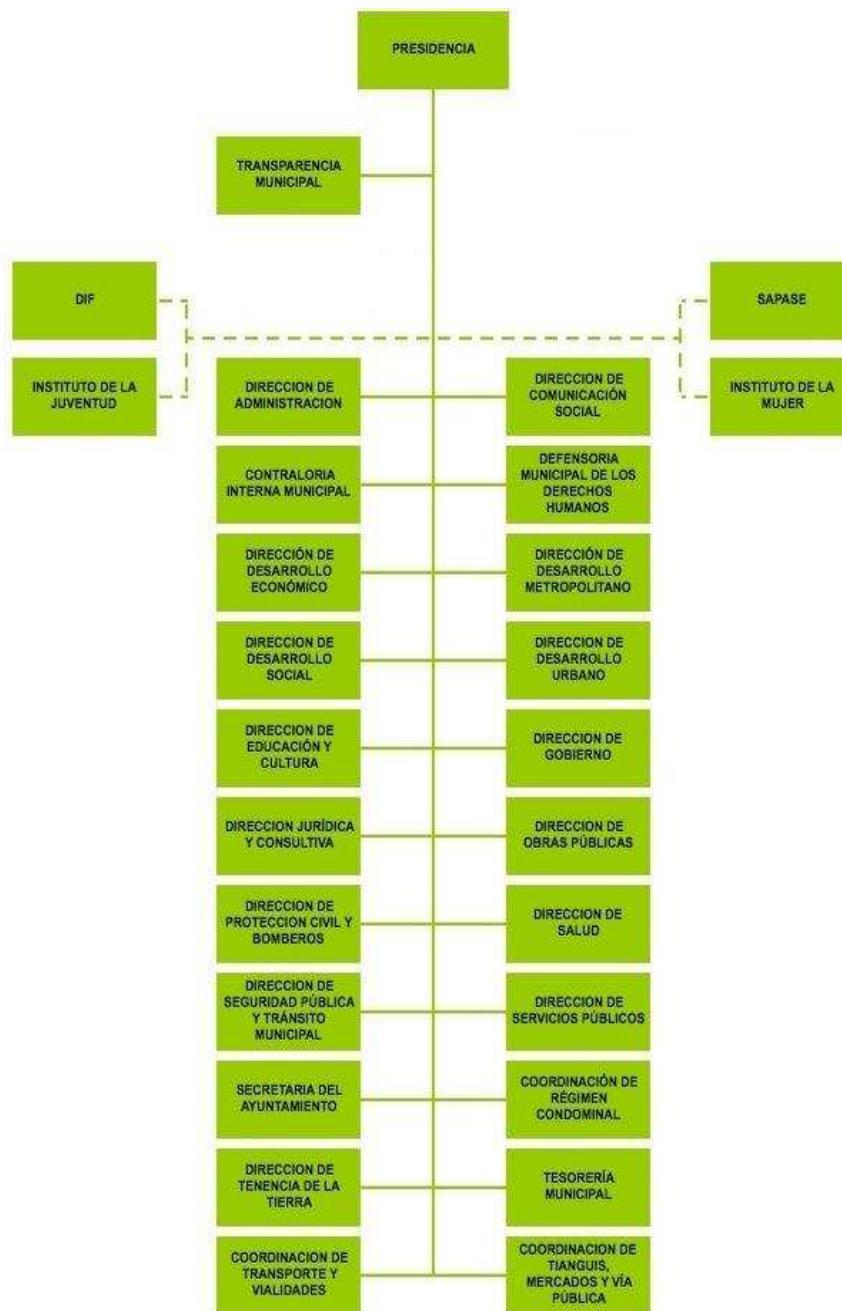 PRESIDENCIA
TRANSPARENCIA
MUNICIPAL
DIF
SAPASE
INSTITUTO DE LA
JUVENTUD
DIRECCION DE
ADMINISTRACION
DIRECCION DE
COMUNICACIÓN
SOCIAL
INSTITUTO DE LA
MUJER
CONTRALORIA
INTERNA MUNICIPAL
DEFENSORIA
MUNICIPAL DE LOS
DERECHOS
HUMANOS
DIRECCIÓN DE
DESARROLLO
ECONÓMICO
DIRECCIÓN DE
DESARROLLO
METROPOLITANO
DIRECCION DE
DESARROLLO
SOCIAL
DIRECCION DE
DESARROLLO
URBANO
DIRECCION DE
EDUCACIÓN Y
CULTURA
DIRECCION DE
GOBIERNO
DIRECCION JURÍDICA
Y CONSULTIVA
DIRECCION DE
OBRAS PÚBLICAS
DIRECCION DE
PROTECCION CIVIL Y
BOMBEROS
DIRECCION DE
SALUD
DIRECCION DE
SEGURIDAD PÚBLICA
Y TRÁNSITO
MUNICIPAL
DIRECCION DE
SERVICIOS PÚBLICOS
SECRETARIA DEL
AYUNTAMIENTO
COORDINACIÓN DE
RÉGIMEN
CONDOMINAL
DIRECCION DE
TENENCIA DE LA
TIERRA
TESORERÍA
MUNICIPAL
COORDINACION DE
TRANSPORTE Y
VIALIDADES
COORDINACION DE
TIANGUIS,
MERCADOS Y VÍA
PÚBLICA